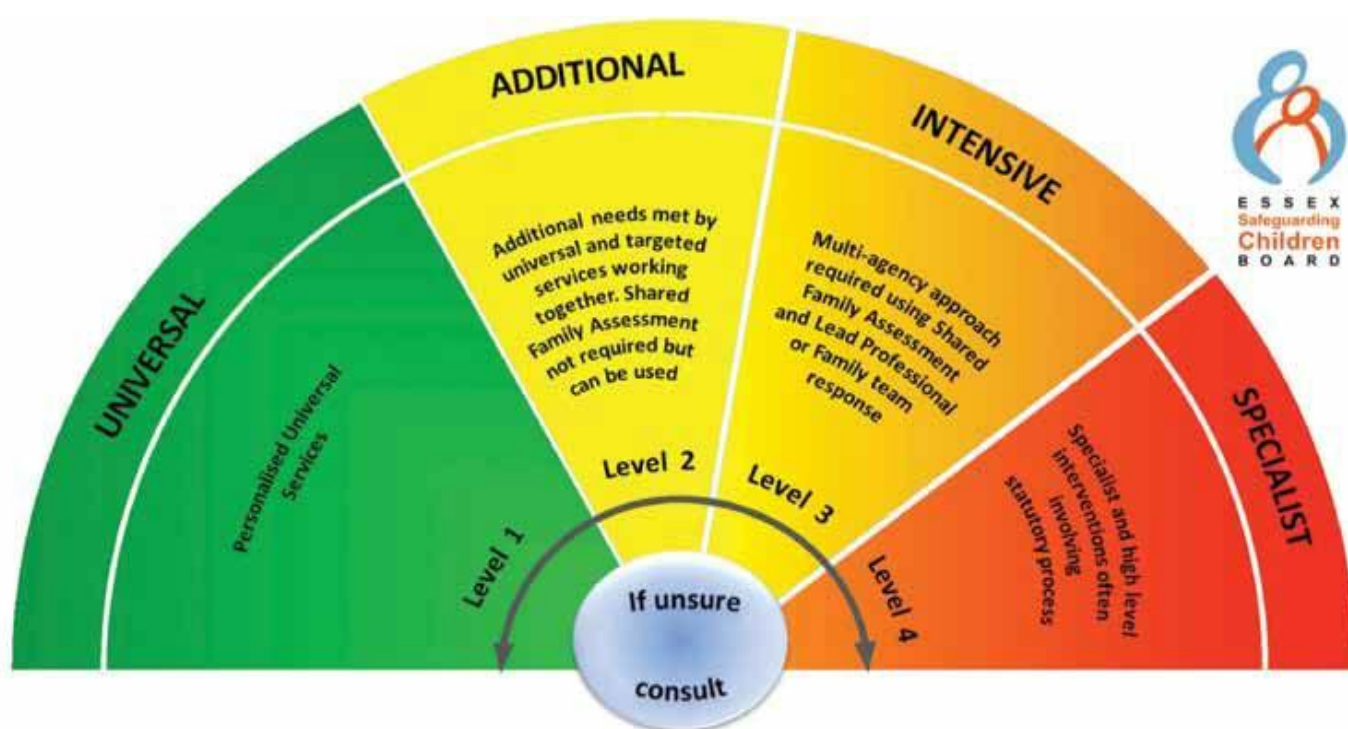 UNIVERSAL
Personalised Universal
Services
Level 1
ADDITIONAL
Additional needs met by
universal and targeted
services working
together. Shared
Family Assessment
not required but
can be used
Level 2
INTENSIVE
Multi-agency approach
required using Shared
Family Assessment
and Lead Professional
or Family team
response
Level 3
SPECIALIST
Specialist and high level
interventions often
involving
statutory process
Level 4
If unsure
consult
ESSEX
Safeguarding
Children
BOARD